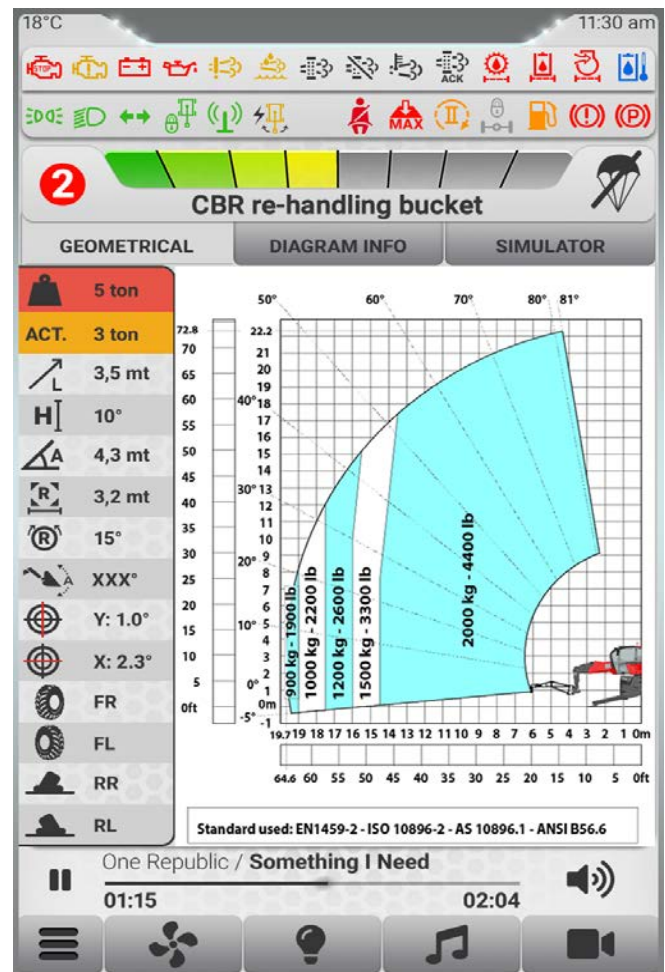 18°C 11:30 am
STOP
ACK
MAX
II
P
2
CBR re-handling bucket
GEOMETRICAL DIAGRAM INFO SIMULATOR
5 ton
ACT. 3 ton
L 3,5 mt
H 10°
A 4,3 mt
R 3,2 mt
R 15°
A XXX°
Y: 1.0°
X: 2.3°
FR
FL
RR
RL
50° 60° 70° 80° 81°
40°
30°
20°
10°
0°
-5°
72.8
70
65
60
55
50
45
40
35
30
25
20
15
10
5
0ft
22.2
21
20
19
18
17
16
15
14
13
12
11
10
9
8
7
6
5
4
3
2
1
0m
-1
900 kg - 1900 lb
1000 kg - 2200 lb
1200 kg - 2600 lb
1500 kg - 3300 lb
2000 kg - 4400 lb
19.7 19 18 17 16 15 14 13 12 11 10 9 8 7 6 5 4 3 2 1 0m
64.6 60 55 50 45 40 35 30 25 20 15 10 5 0ft
Standard used: EN1459-2 - ISO 10896-2 - AS 10896.1 - ANSI B56.6
One Republic / Something I Need
01:15 02:04